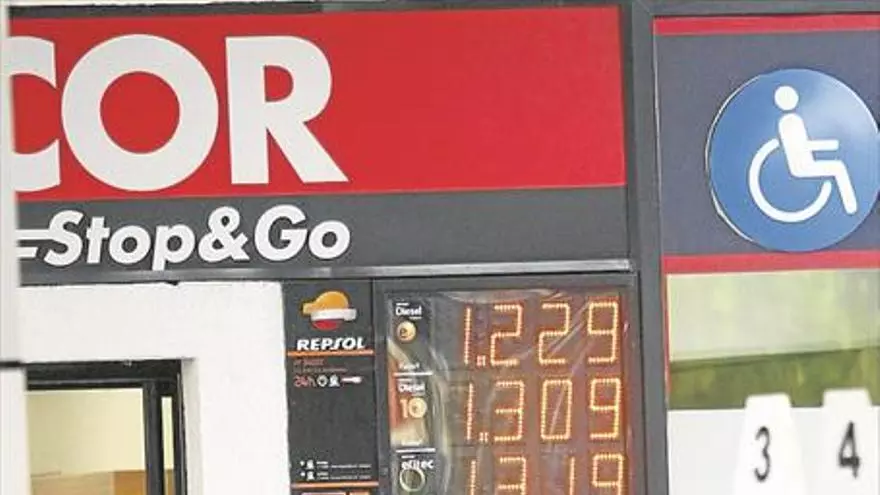 COR
Stop&Go
REPSOL
24h
Diesel
e
1.229
Diesel
10
1.309
efitec
1.319
3
4